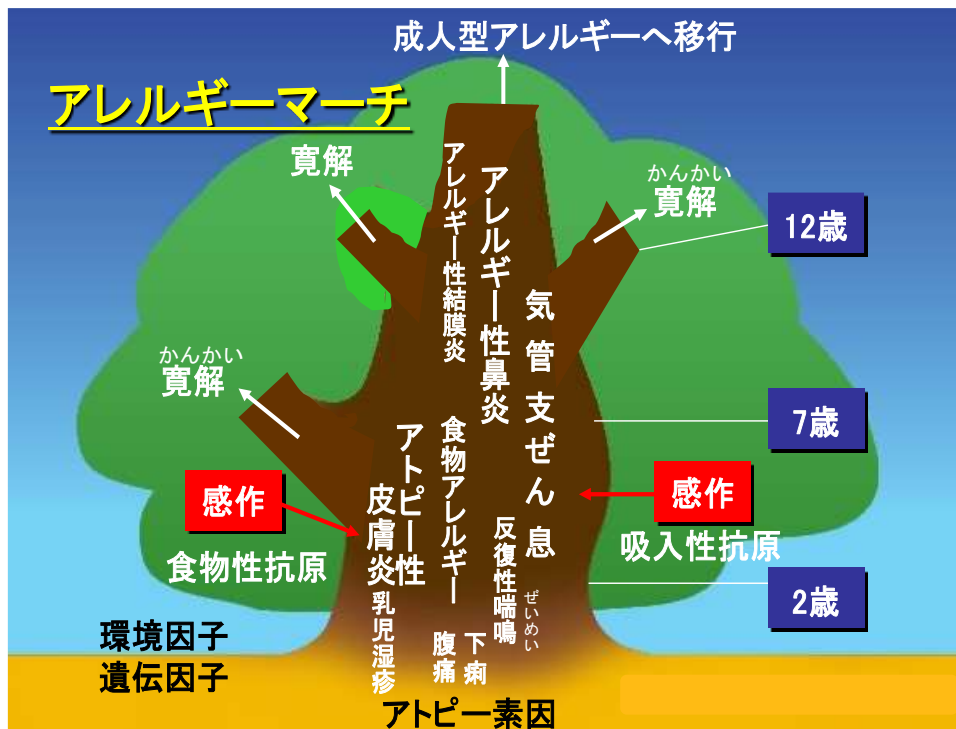 成人型アレルギーへ移行
アレルギーマーチ
寛解
かんかい
寛解
12歳
アレルギー性結膜炎
アレルギー性鼻炎
気管支ぜん息
かんかい
寛解
7歳
食物アレルギー
アトピー性
皮膚炎
感作
食物性抗原
感作
吸入性抗原
反復性喘鳴
ぜいめい
2歳
乳児湿疹
腹痛
下痢
環境因子
遺伝因子
アトピー素因